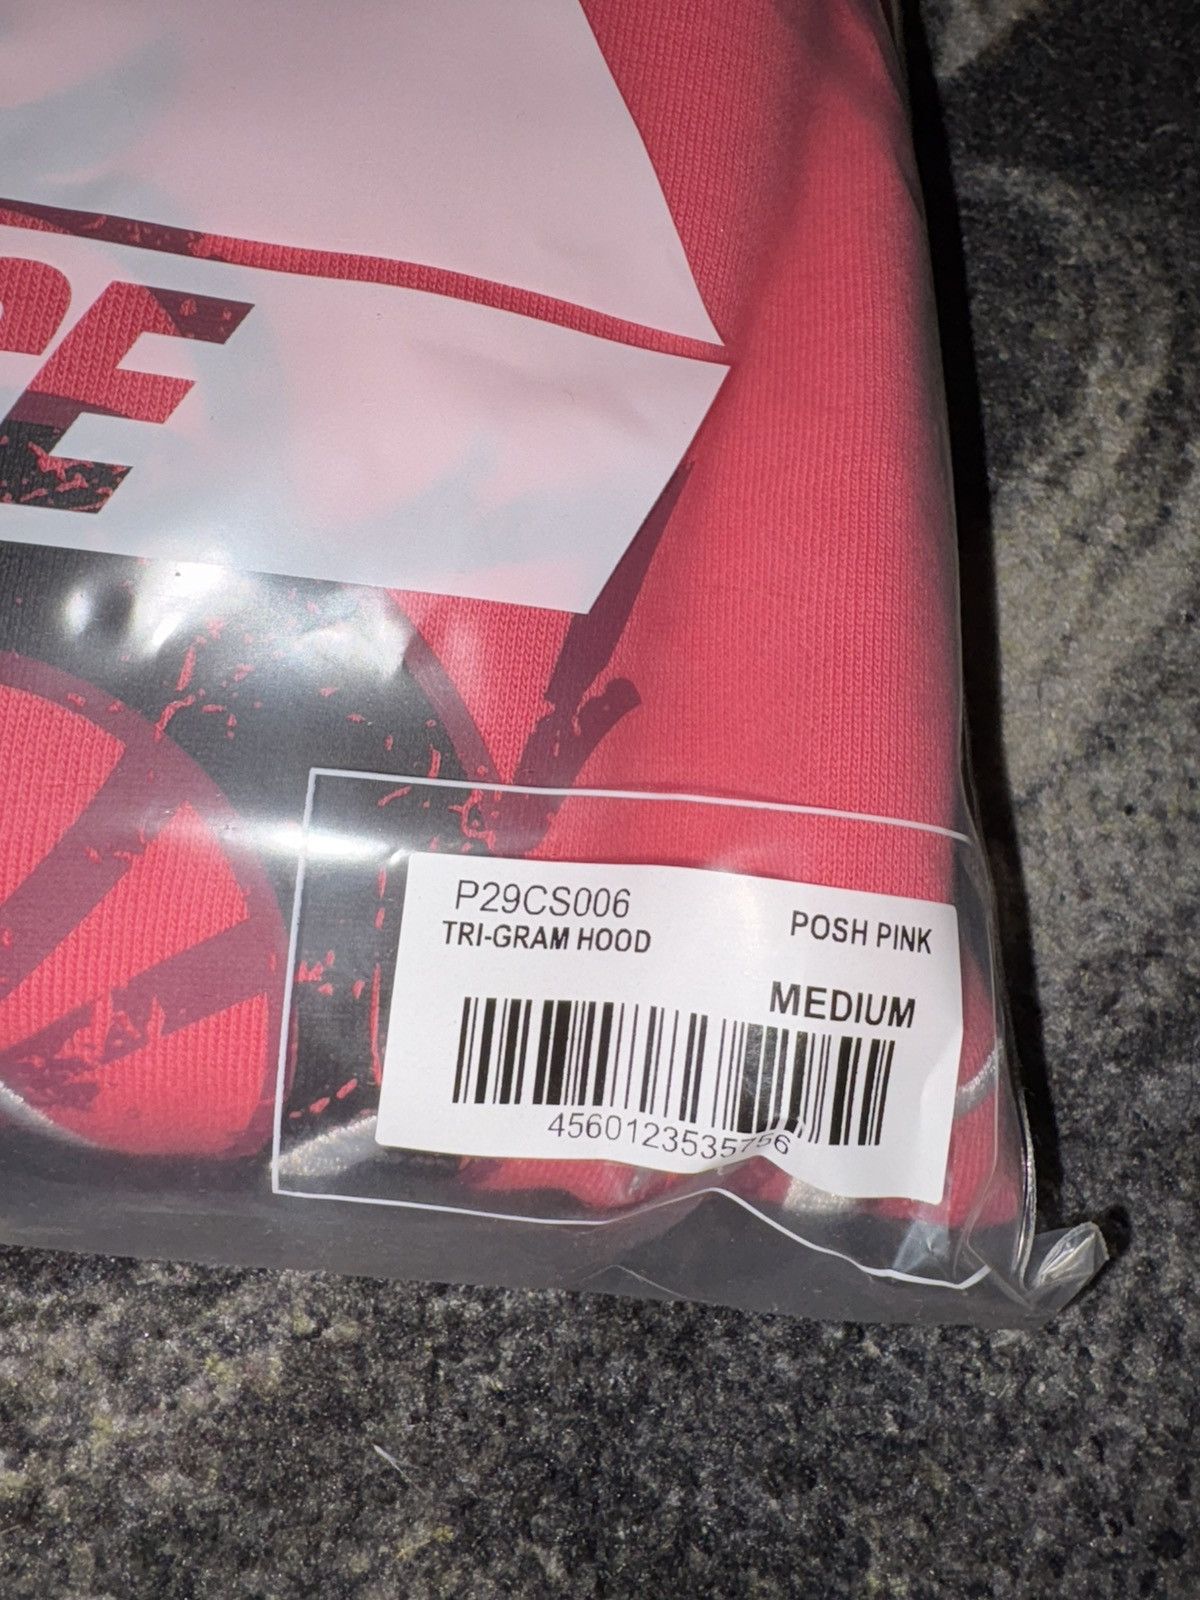 P29CS006
TRI-GRAM HOOD
POSH PINK
MEDIUM
4560123535756